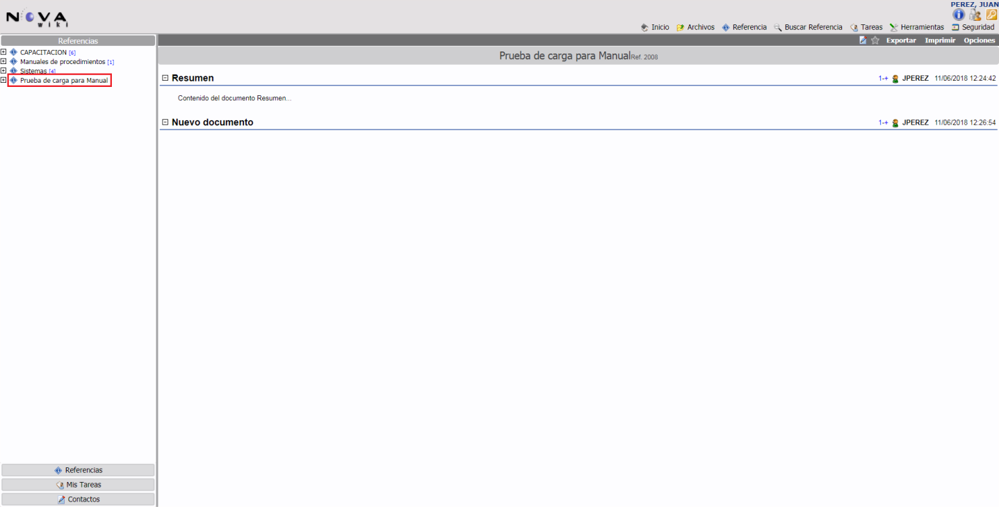 PEREZ, JUAN
NOVA
wiki
Inicio Archivos Referencia Buscar Referencia Tareas Herramientas Seguridad
Referencias
Exportar Imprimir Opciones
CAPACITACION [6]
Manuales de procedimientos [1]
Sistemas [4]
Prueba de carga para Manual
Prueba de carga para Manual Ref. 2008
Resumen 1-+ JPEREZ 11/06/2018 12:24:42
Contenido del documento Resumen...
Nuevo documento 1-+ JPEREZ 11/06/2018 12:26:54
Referencias
Mis Tareas
Contactos